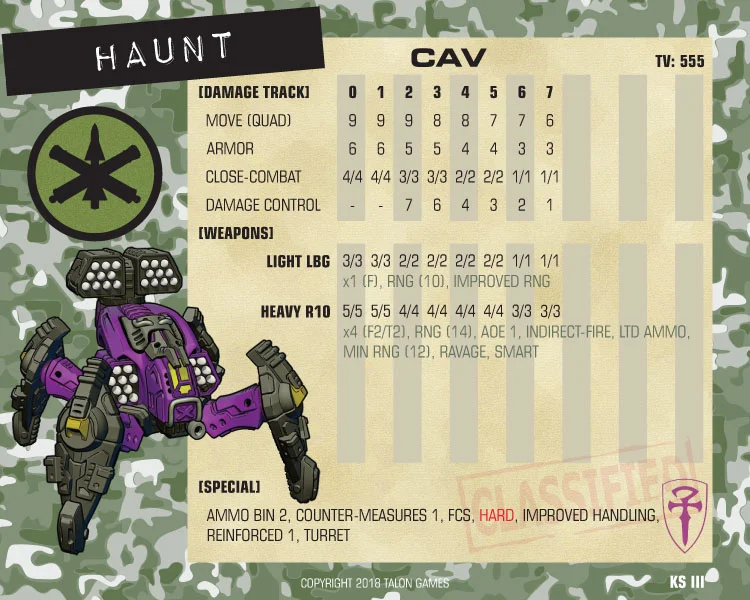 HAUNT
CAV
TV: 555
[DAMAGE TRACK] 0 1 2 3 4 5 6 7
MOVE (QUAD) 9 9 9 8 8 7 7 6
ARMOR 6 6 5 5 4 4 3 3
CLOSE-COMBAT 4/4 4/4 3/3 3/3 2/2 2/2 1/1 1/1
DAMAGE CONTROL - - 7 6 4 3 2 1
[WEAPONS]
LIGHT LBG 3/3 3/3 2/2 2/2 2/2 2/2 1/1 1/1
x1 (F), RNG (10), IMPROVED RNG
HEAVY R10 5/5 5/5 4/4 4/4 4/4 4/4 3/3 3/3
x4 (F2/T2), RNG (14), AOE 1, INDIRECT-FIRE, LTD AMMO,
MIN RNG (12), RAVAGE, SMART
[SPECIAL]
CLASSIFIED
AMMO BIN 2, COUNTER-MEASURES 1, FCS, HARD, IMPROVED HANDLING,
REINFORCED 1, TURRET
COPYRIGHT 2018 TALON GAMES
KS III